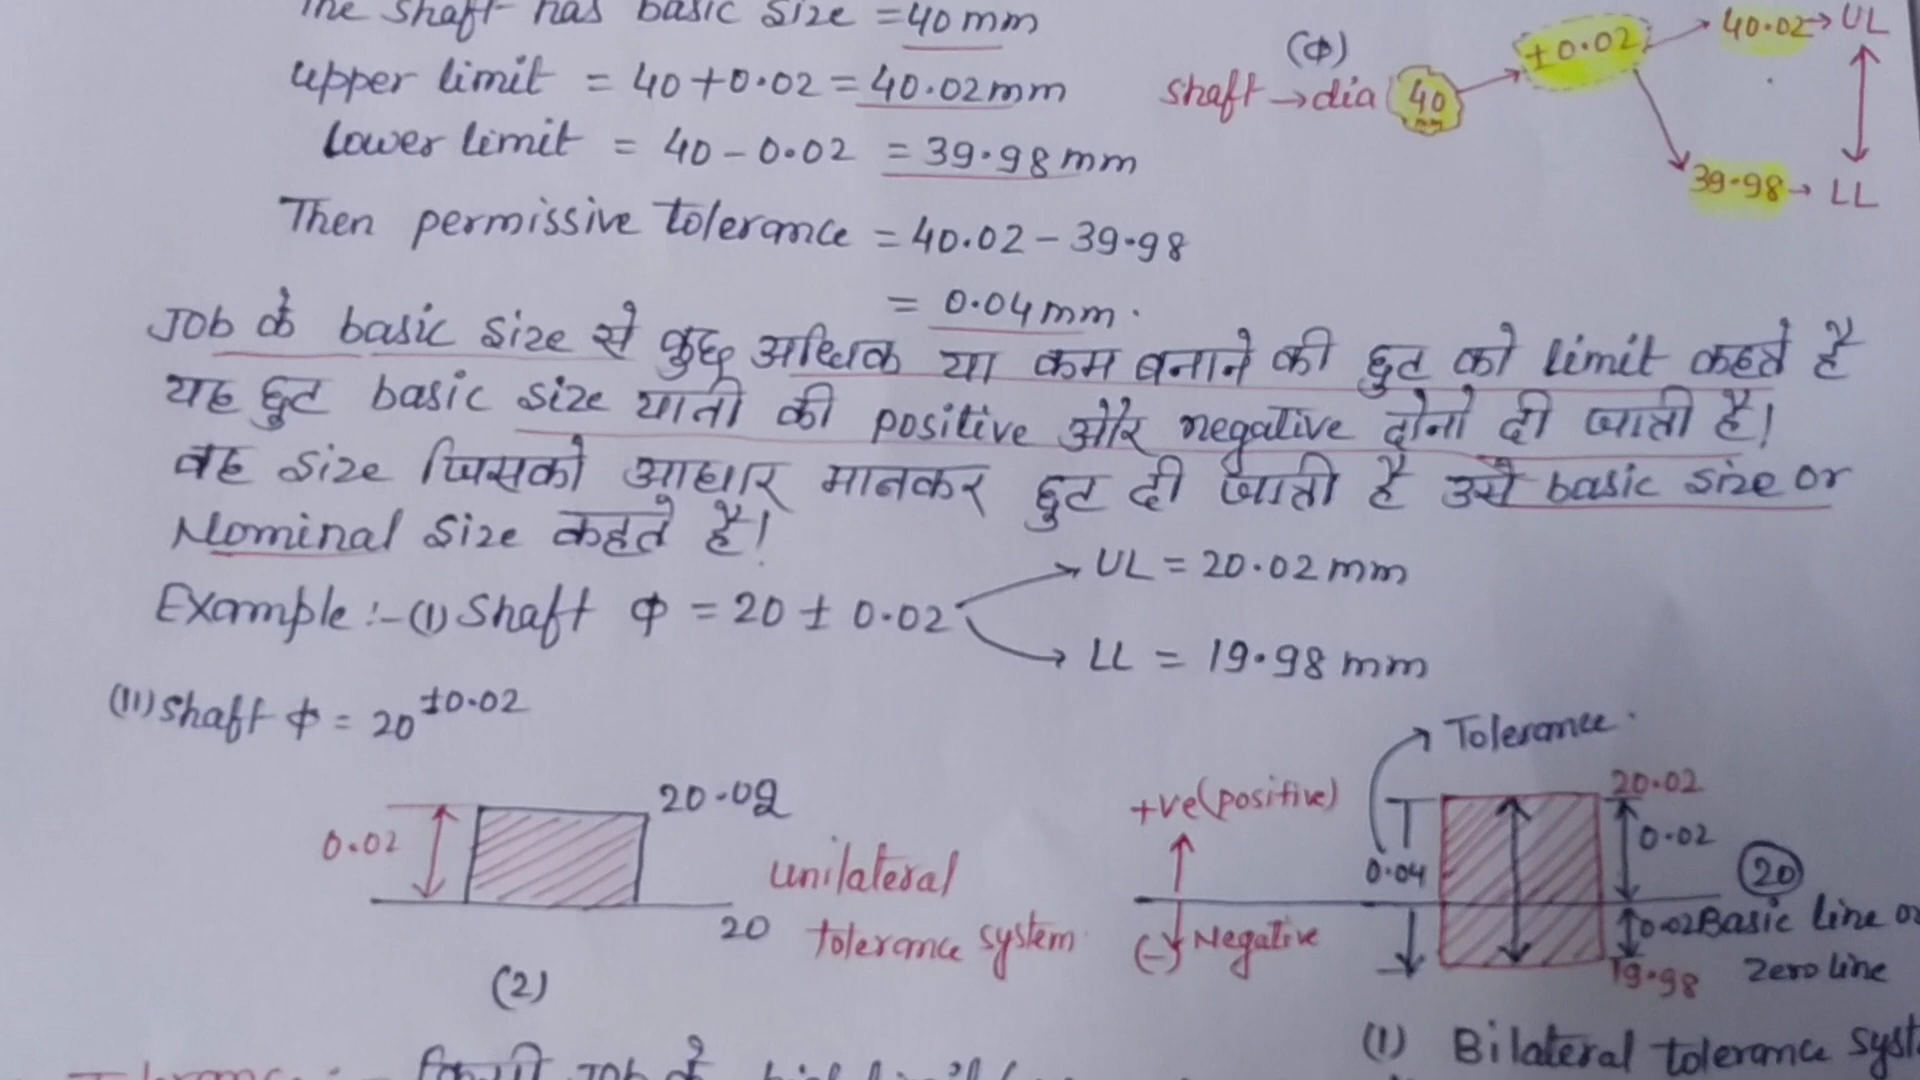 The shaft has basic size = 40 mm
upper limit = 40 + 0.02 = 40.02 mm
Lower limit = 40 - 0.02 = 39.98 mm
Then permissive tolerance = 40.02 - 39.98
= 0.04 mm.
(Φ)
shaft → dia 40 mm
±0.02
40.02 → UL
39.98 → LL
Job के basic size से कुछ अधिक या कम बनाने की छुट को limit कहते है
यह छुट basic size यानी की positive और negative दोनो दी जाती है।
वह size जिसको आधार मानकर छुट दी जाती है उसे basic size or
Nominal size कहते है।
Example :- (1) Shaft Φ = 20 ± 0.02
UL = 20.02 mm
LL = 19.98 mm
(II) Shaft Φ = 20 ±0.02
0.02
20.02
20
unilateral
tolerance system
(2)
Tolerance.
+ve (positive)
(-) Negative
0.04
20.02
0.02
20
0.02 Basic line or
19.98
zero line
(1) Bilateral tolerance syst